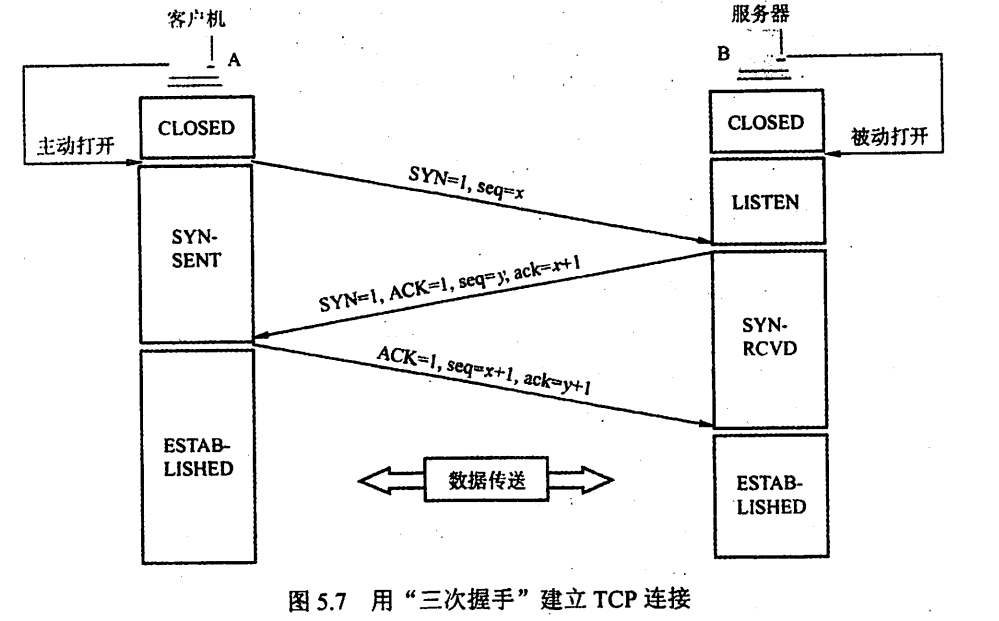 客户机
服务器
A
B
CLOSED
CLOSED
主动打开
被动打开
SYN=1, seq=x
LISTEN
SYN-
SENT
SYN=1, ACK=1, seq=y, ack=x+1
SYN-
RCVD
ACK=1, seq=x+1, ack=y+1
ESTAB-
LISHED
数据传送
ESTAB-
LISHED
图 5.7 用“三次握手”建立 TCP 连接